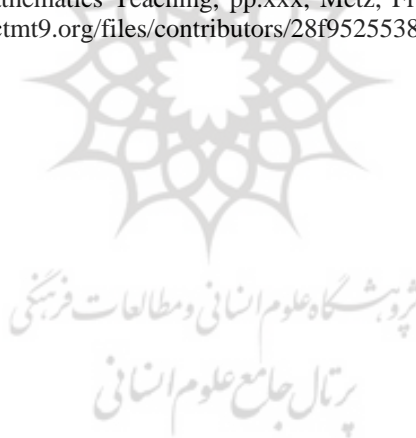 athematics Teaching, pp.xxx, Metz, Fr
ctmt9.org/files/contributors/28f9525538
پژوهشگاه علوم انسانی و مطالعات فرهنگی
پرتال جامع علوم انسانی